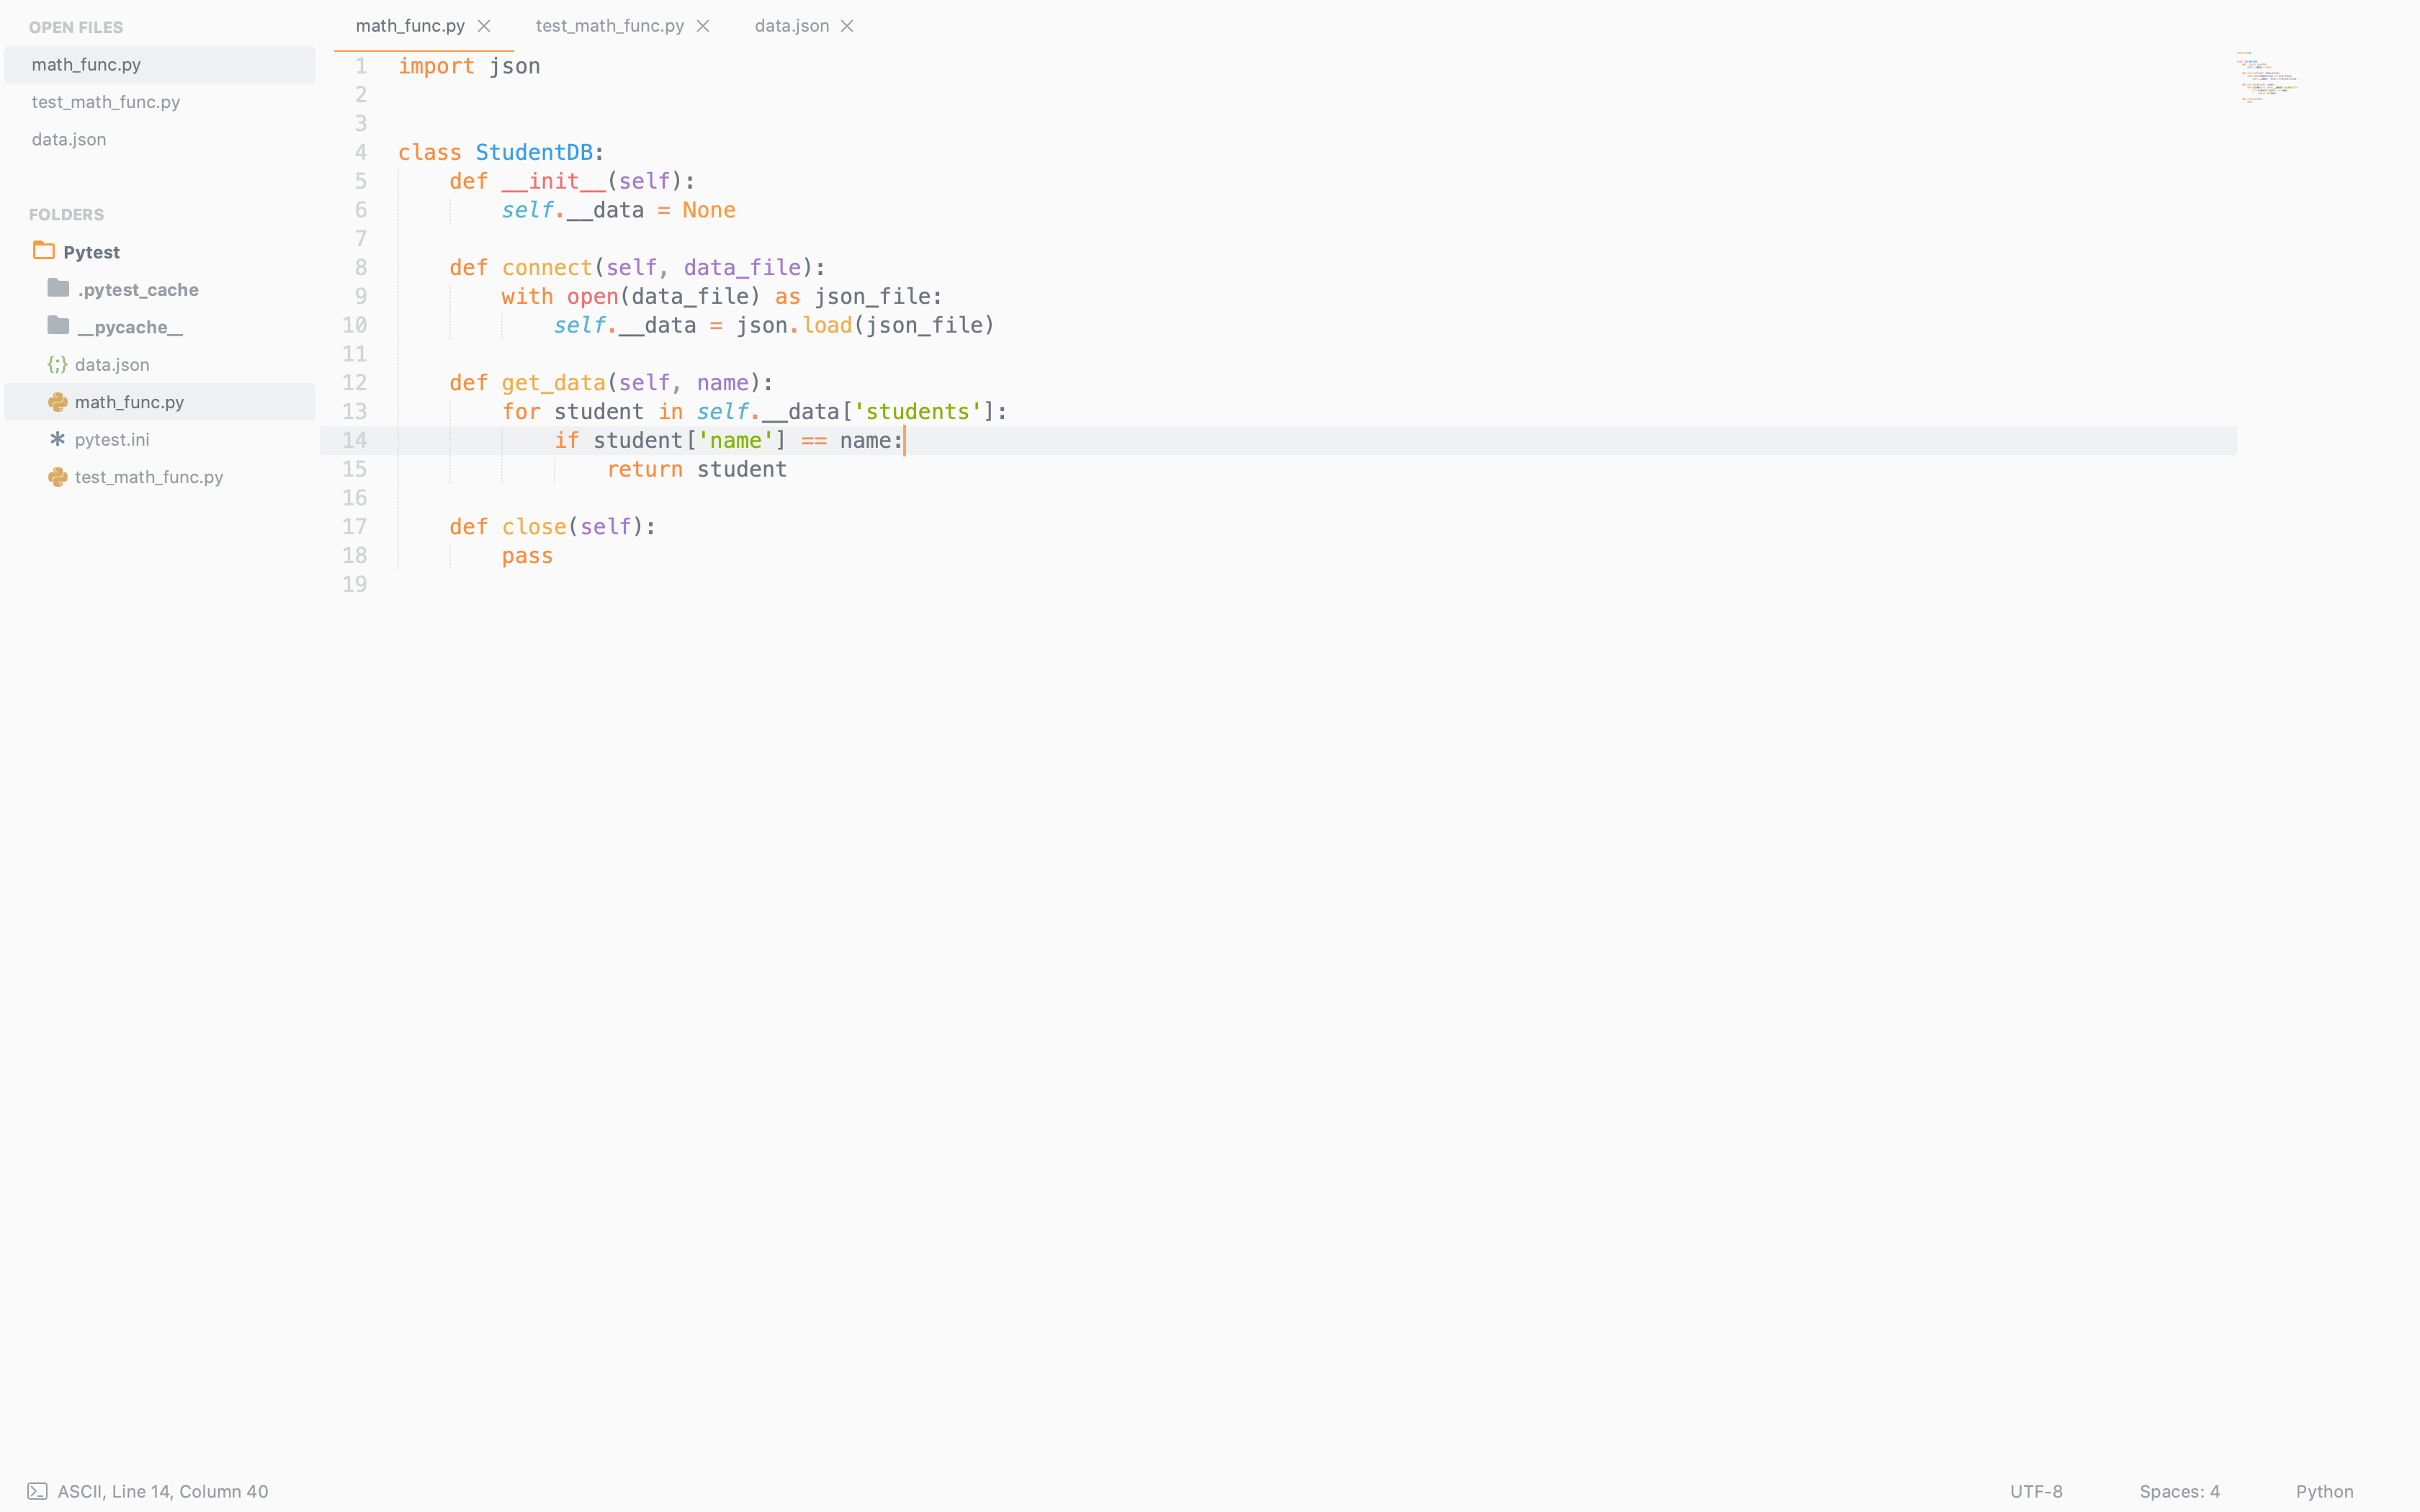 OPEN FILES
math_func.py
test_math_func.py
data.json
FOLDERS
Pytest
.pytest_cache
__pycache__
{;} data.json
math_func.py
* pytest.ini
test_math_func.py
math_func.py × test_math_func.py × data.json ×
1 import json
2
3
4 class StudentDB:
5     def __init__(self):
6         self.__data = None
7
8     def connect(self, data_file):
9         with open(data_file) as json_file:
10             self.__data = json.load(json_file)
11
12     def get_data(self, name):
13         for student in self.__data['students']:
14             if student['name'] == name:
15                 return student
16
17     def close(self):
18         pass
19
ASCII, Line 14, Column 40
UTF-8 Spaces: 4 Python